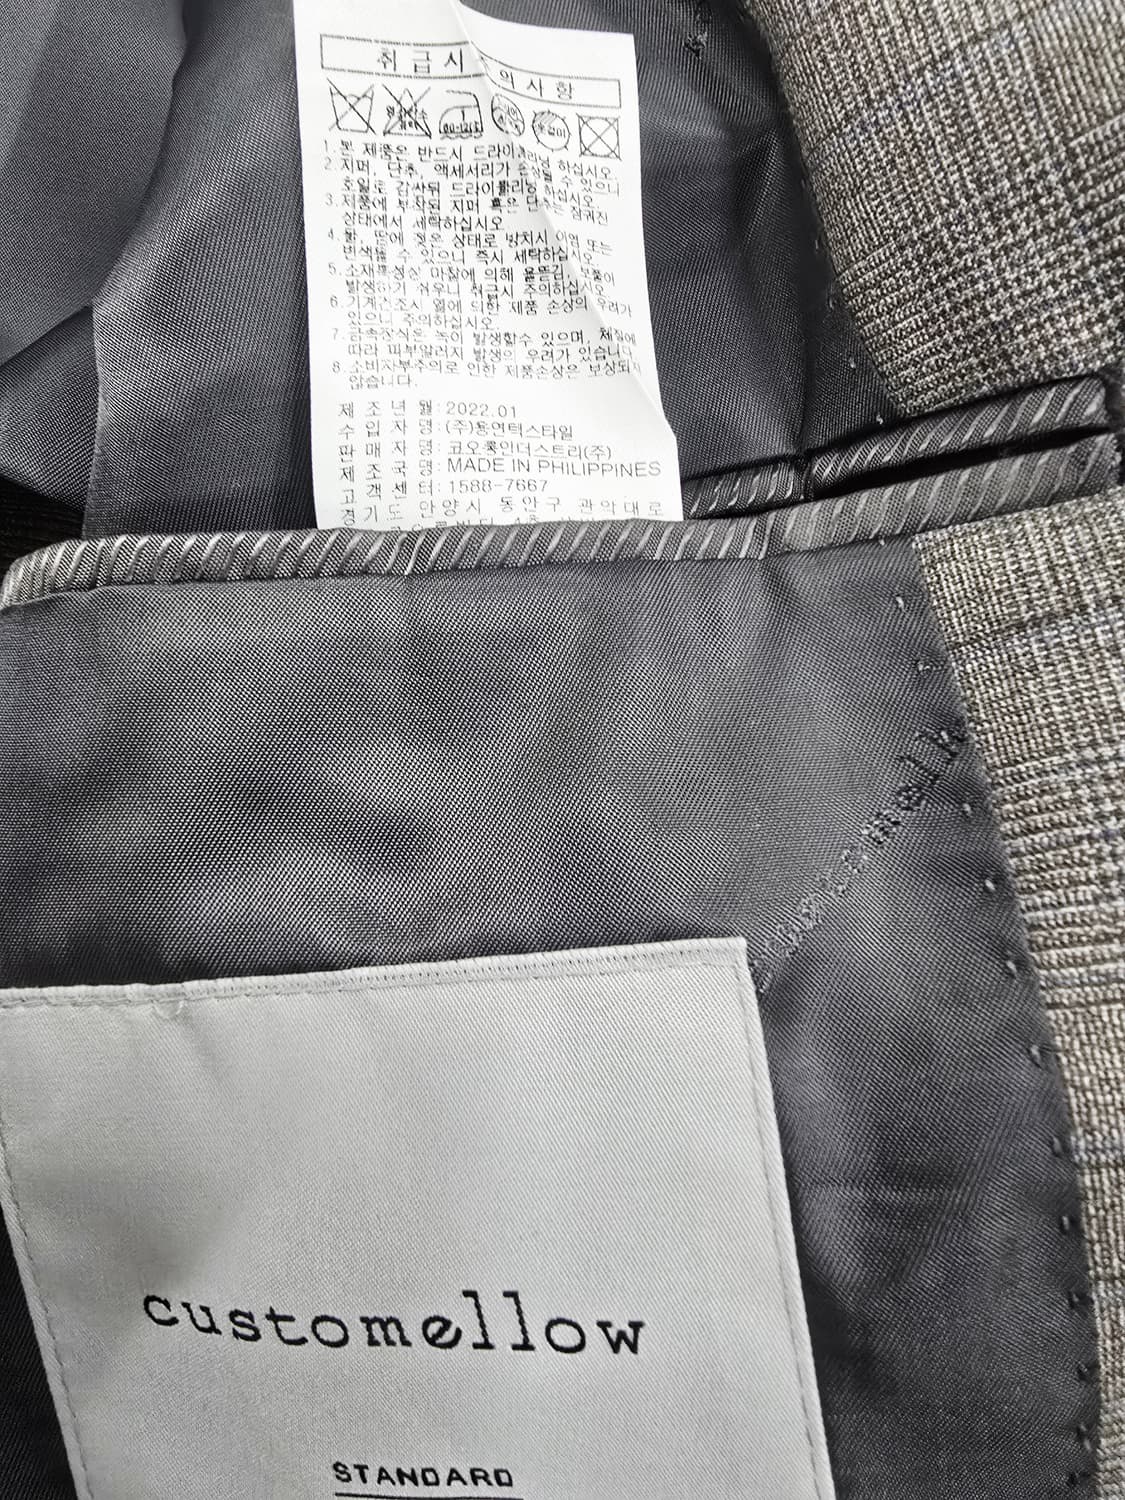 취급시 주의사항
1. 본 제품은 반드시 드라이크리닝 하십시오
2. 지퍼, 단추, 액세서리가 손상될 수 있으니
호일로 감싸된 드라이클리닝 하십시오.
3. 제품에 부착된 지퍼 혹은 단추는 잠궈진
상태에서 세탁하십시오
4. 물, 땀에 젖은 상태로 방치시 이염 또는
변색될 수 있으니 즉시 세탁하십시오.
5. 소재특성상 마찰에 의해 올뜯김, 보풀이
발생하기 쉬우니 취급시 주의하십시오
6. 기계건조시 열에 의한 제품 손상의 우려가
있으니 주의하십시오.
7. 금속장식은 녹이 발생할수 있으며, 체질에
따라 피부알러지 발생의 우려가 있습니다.
8. 소비자부주의로 인한 제품손상은 보상되지
않습니다.
제 조 년 월:2022.01
수 입 자 명:(주)용연텍스타일
판 매 자 명:코오롱인더스트리(주)
제 조 국 명:MADE IN PHILIPPINES
고 객 센 터:1588-7667
경기도 안양시 동안구 관악대로
customellow
customellow
STANDARD